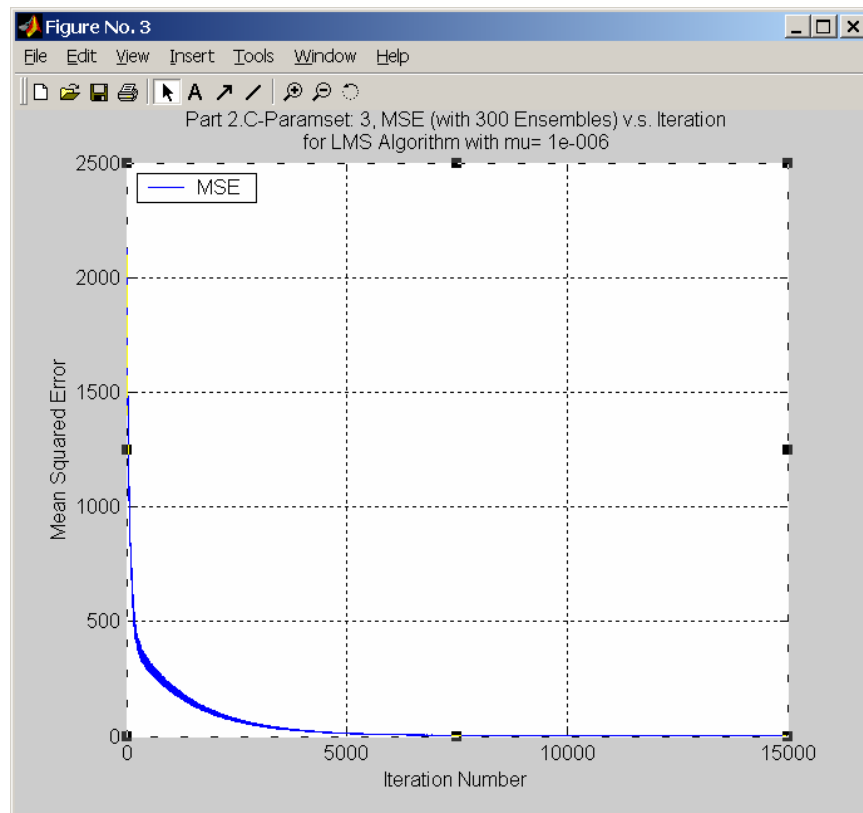 Figure No. 3
File Edit View Insert Tools Window Help
A
Part 2.C-Paramset: 3, MSE (with 300 Ensembles) v.s. Iteration
for LMS Algorithm with mu= 1e-006
2500
MSE
2000
1500
Mean Squared Error
1000
500
0
0 5000 10000 15000
Iteration Number